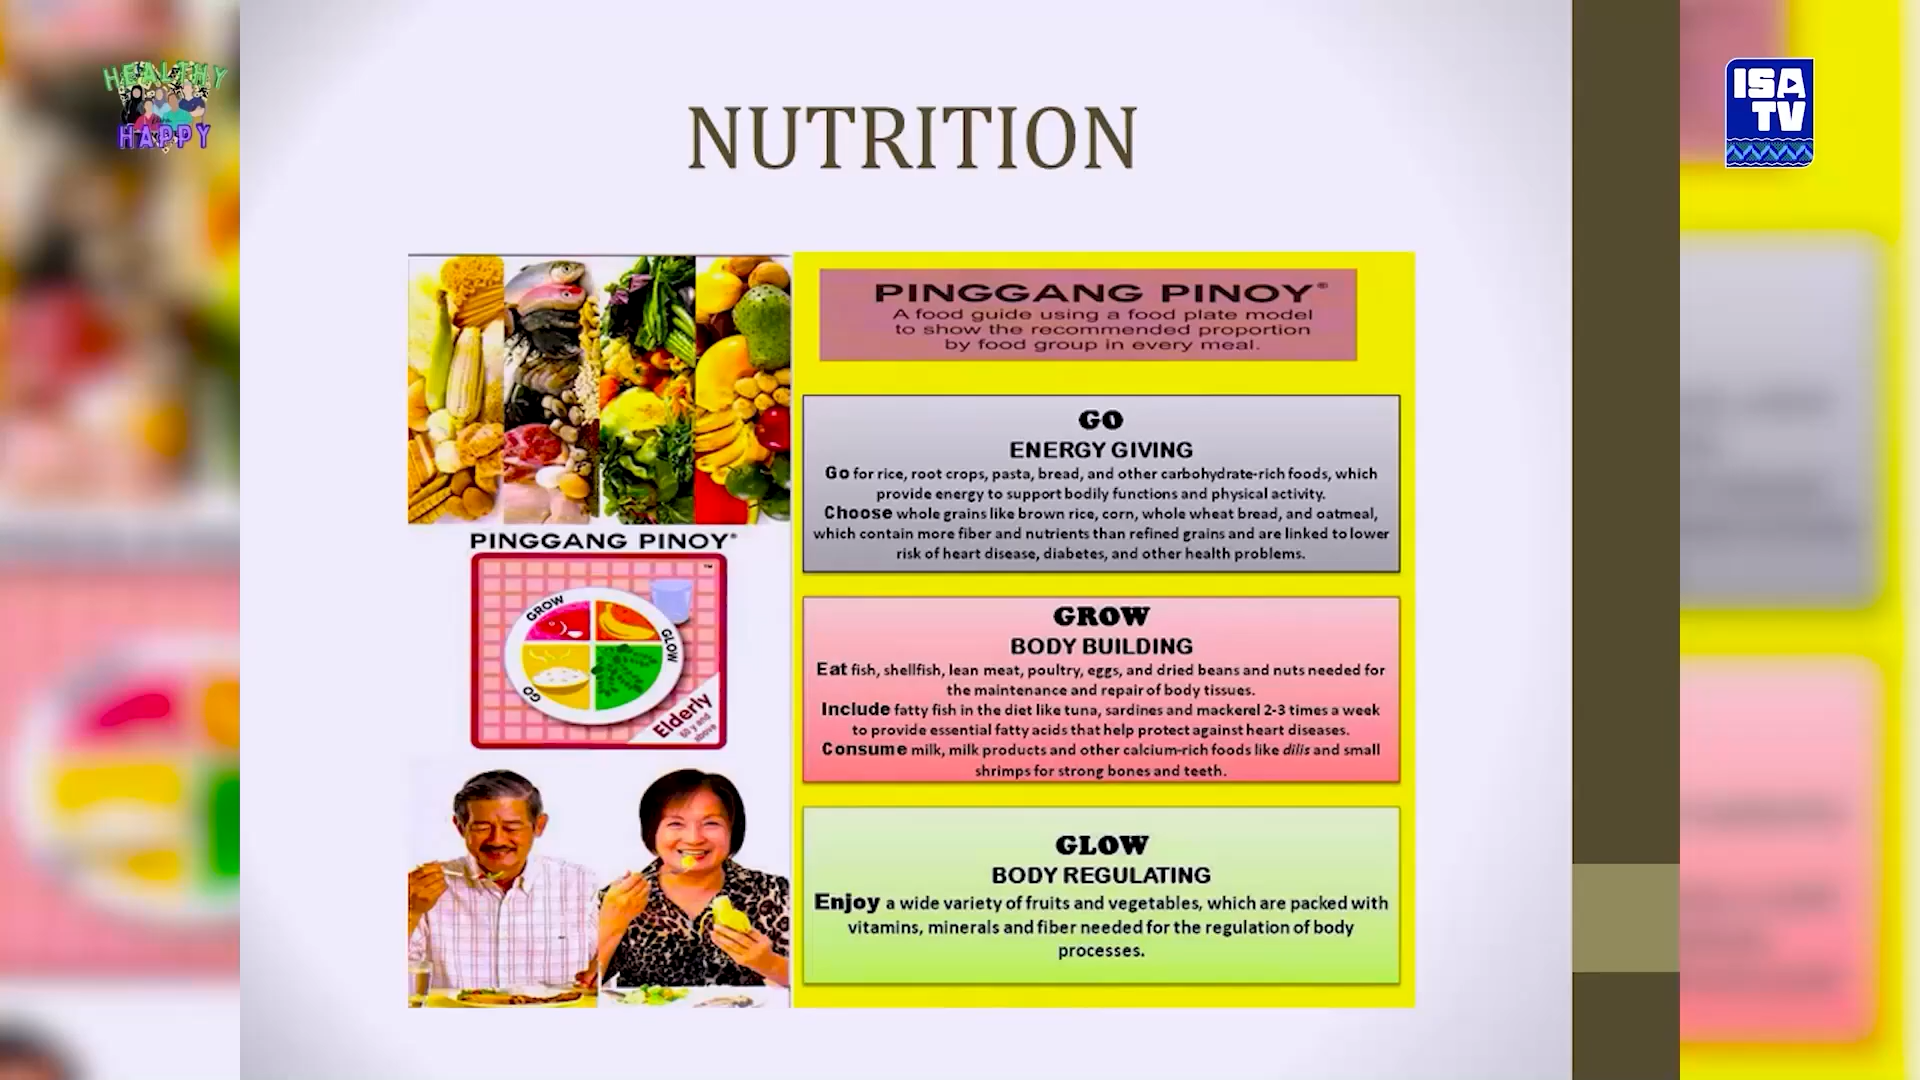 HEALTHY
HAPPY
ISA
TV
NUTRITION
PINGGANG PINOY®
A food guide using a food plate model
to show the recommended proportion
by food group in every meal.
GO
ENERGY GIVING
Go for rice, root crops, pasta, bread, and other carbohydrate-rich foods, which
provide energy to support bodily functions and physical activity.
Choose whole grains like brown rice, corn, whole wheat bread, and oatmeal,
which contain more fiber and nutrients than refined grains and are linked to lower
risk of heart disease, diabetes, and other health problems.
GROW
BODY BUILDING
Eat fish, shellfish, lean meat, poultry, eggs, and dried beans and nuts needed for
the maintenance and repair of body tissues.
Include fatty fish in the diet like tuna, sardines and mackerel 2-3 times a week
to provide essential fatty acids that help protect against heart diseases.
Consume milk, milk products and other calcium-rich foods like dilis and small
shrimps for strong bones and teeth.
GLOW
BODY REGULATING
Enjoy a wide variety of fruits and vegetables, which are packed with
vitamins, minerals and fiber needed for the regulation of body
processes.
PINGGANG PINOY®
™
GROW
GLOW
GO
Elderly
60 y and
above